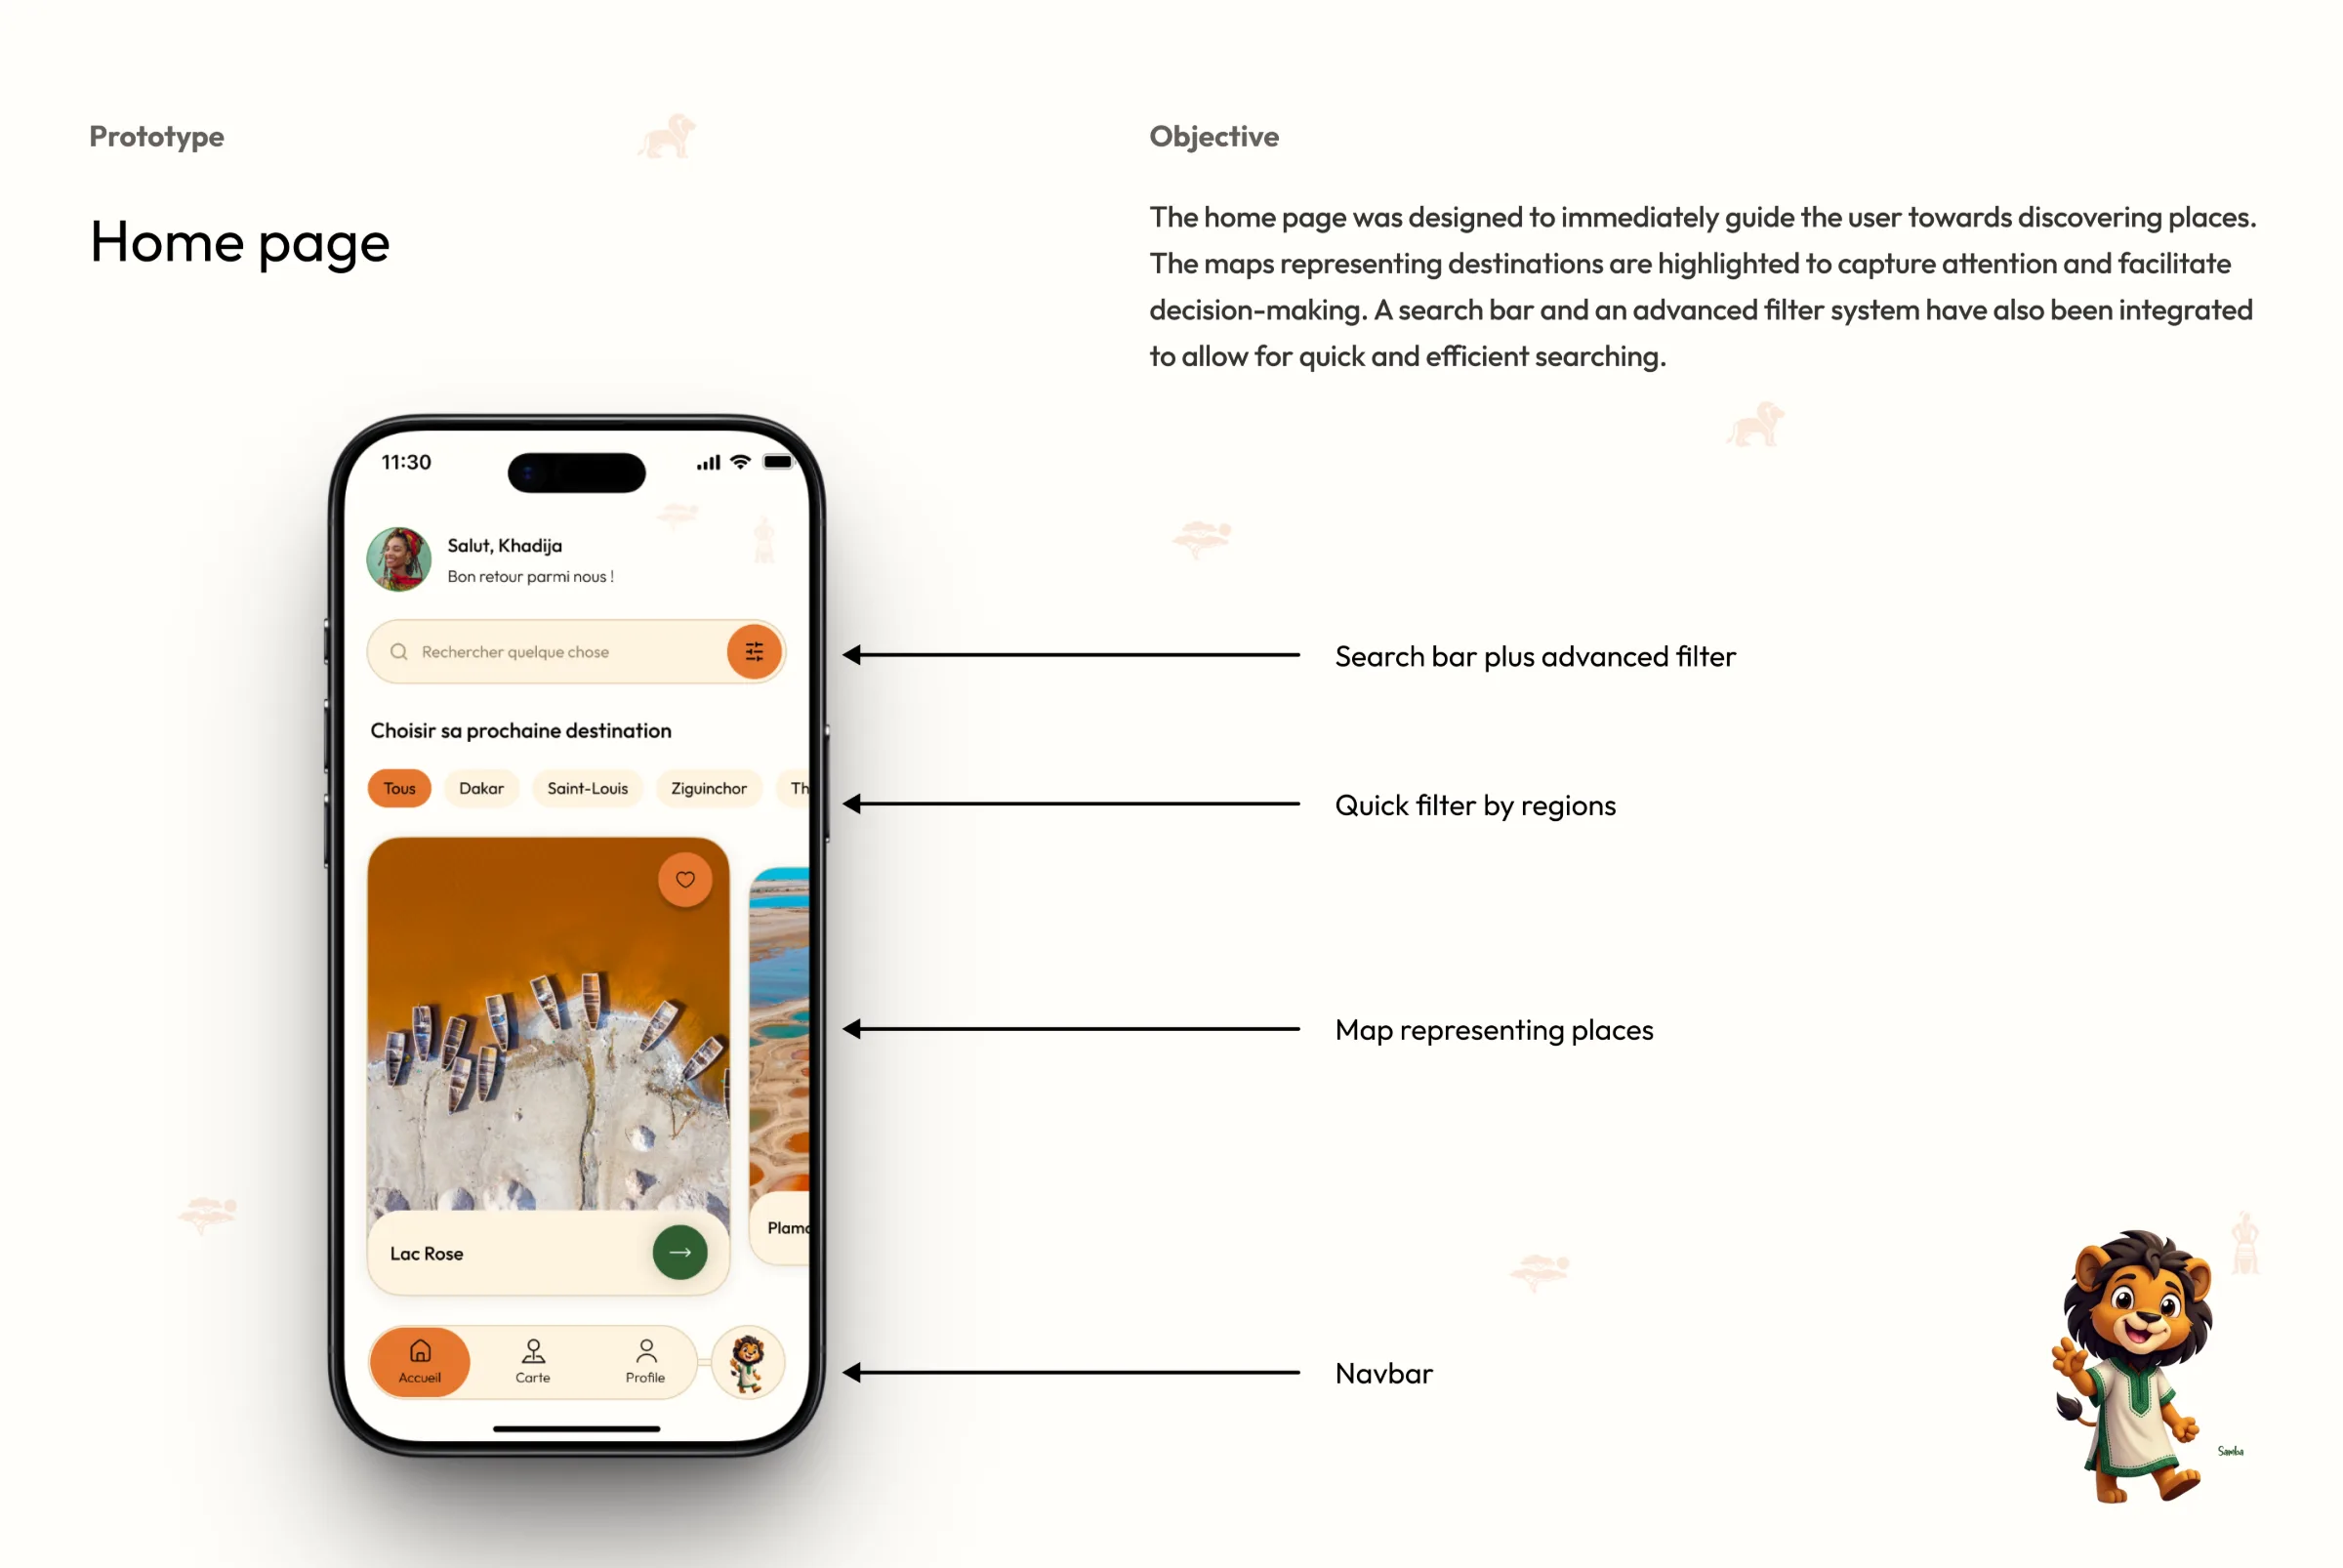 Prototype
Home page
Objective
The home page was designed to immediately guide the user towards discovering places.
The maps representing destinations are highlighted to capture attention and facilitate
decision-making. A search bar and an advanced filter system have also been integrated
to allow for quick and efficient searching.
11:30
Salut, Khadija
Bon retour parmi nous !
Rechercher quelque chose
Search bar plus advanced filter
Choisir sa prochaine destination
Tous Dakar Saint-Louis Ziguinchor Th
Quick filter by regions
Map representing places
Lac Rose
Plama
Accueil Carte Profile
Navbar
Samba